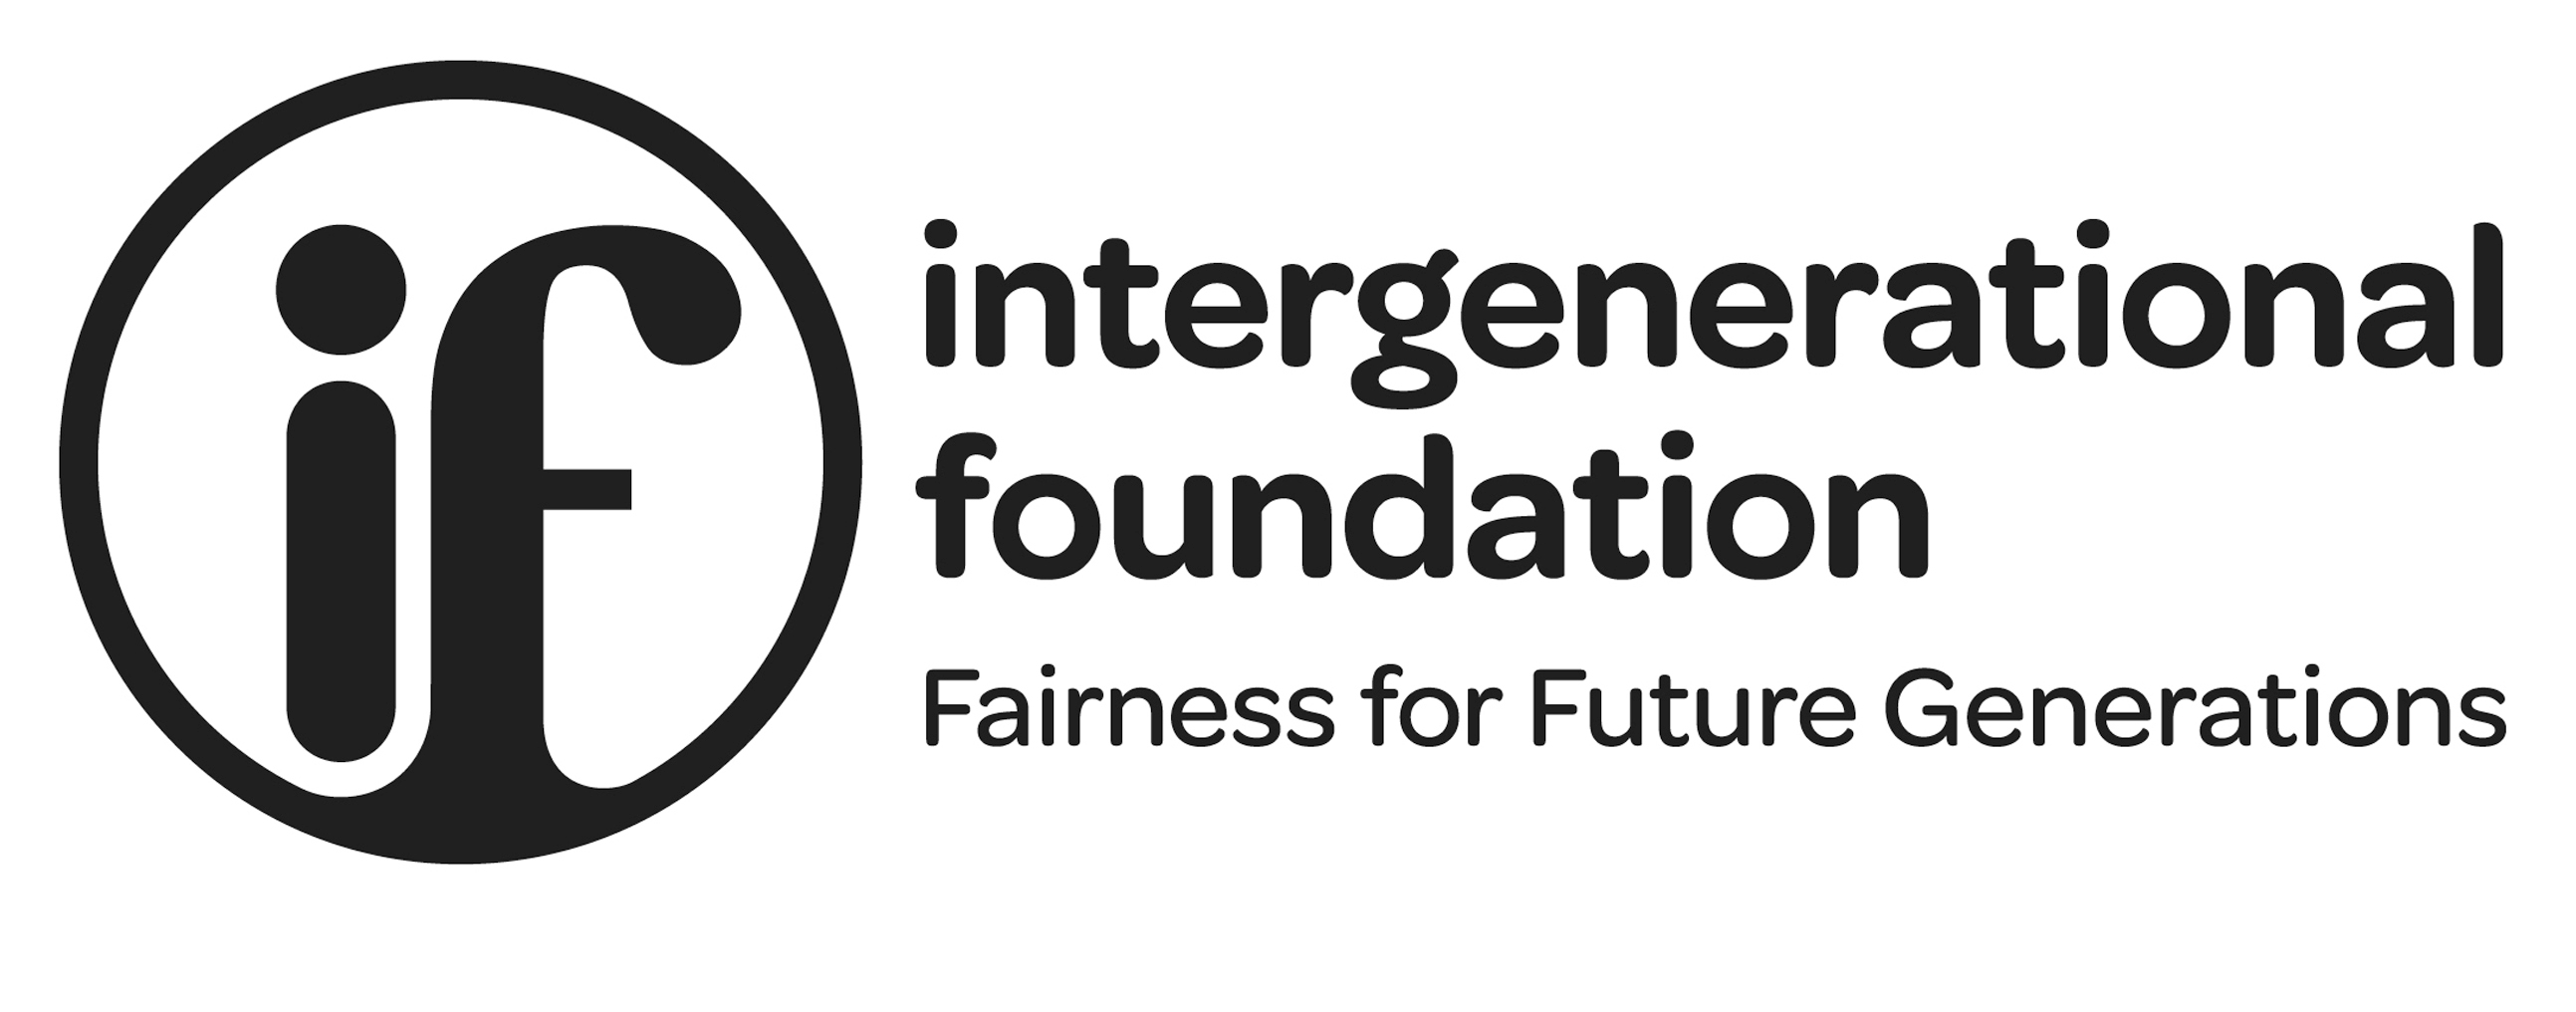 if
intergenerational
foundation
Fairness for Future Generations